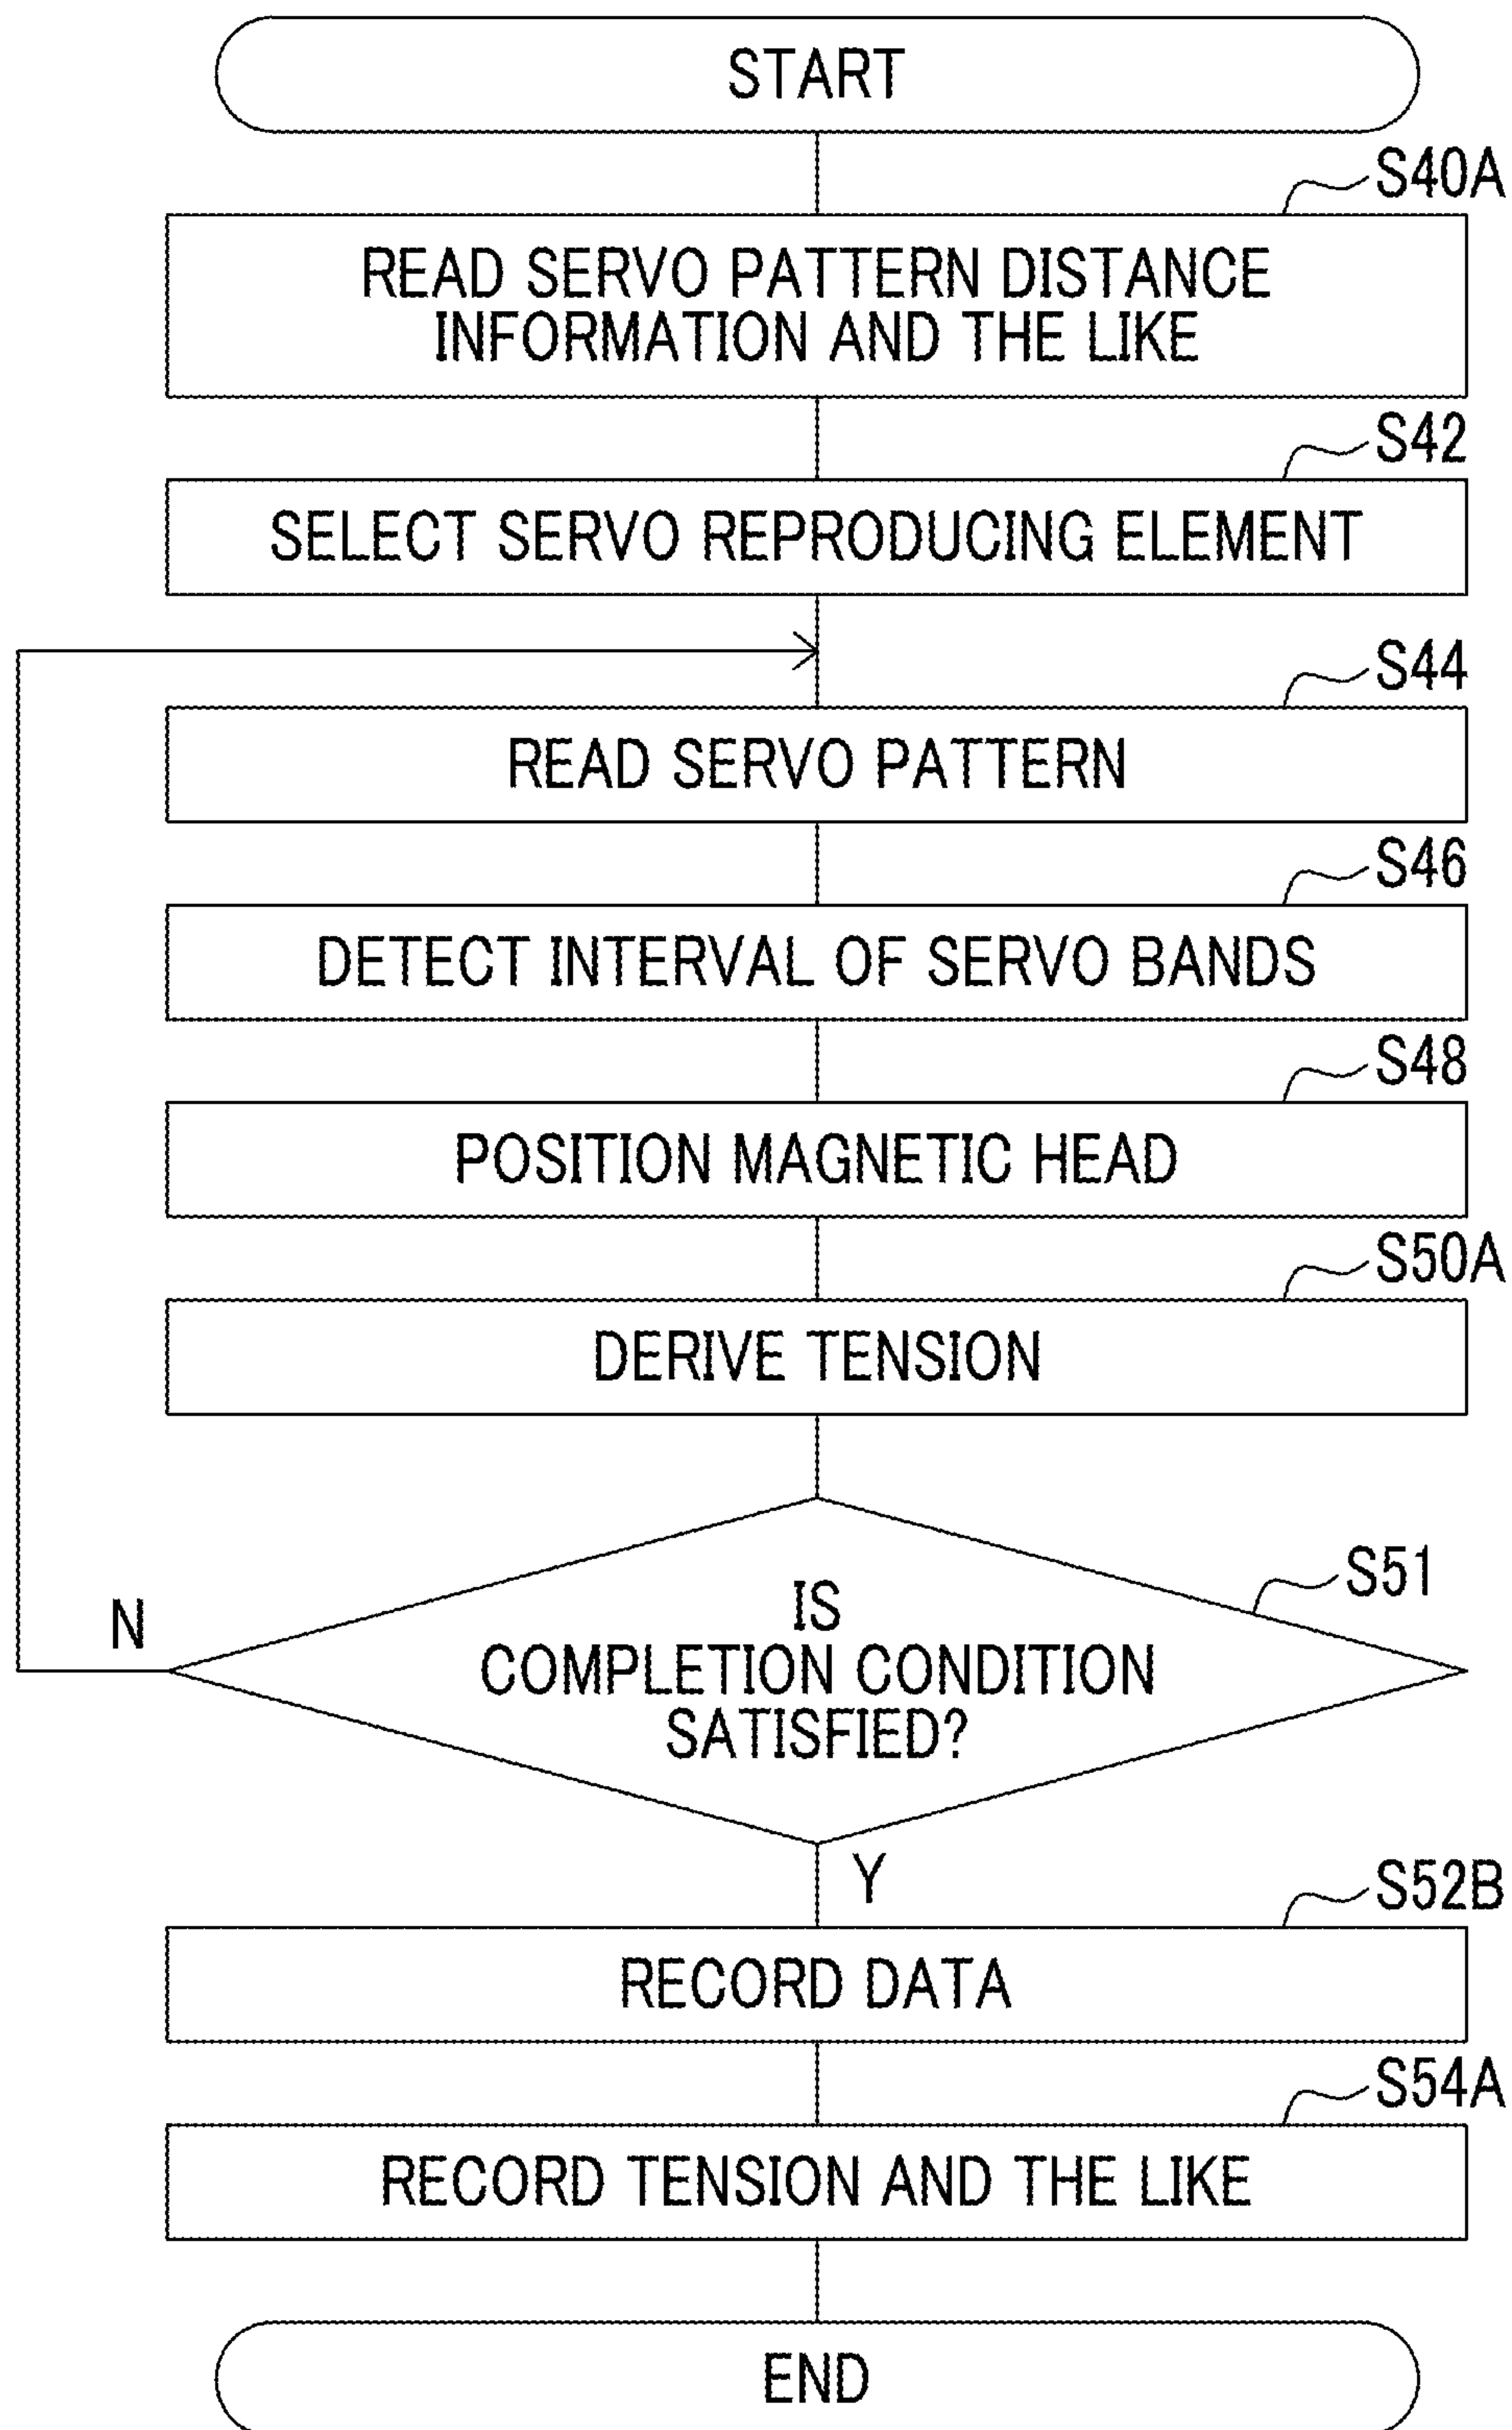 START
S40A
READ SERVO PATTERN DISTANCE
INFORMATION AND THE LIKE
S42
SELECT SERVO REPRODUCING ELEMENT
S44
READ SERVO PATTERN
S46
DETECT INTERVAL OF SERVO BANDS
S48
POSITION MAGNETIC HEAD
S50A
DERIVE TENSION
S51
IS
COMPLETION CONDITION
SATISFIED?
N
Y
S52B
RECORD DATA
S54A
RECORD TENSION AND THE LIKE
END